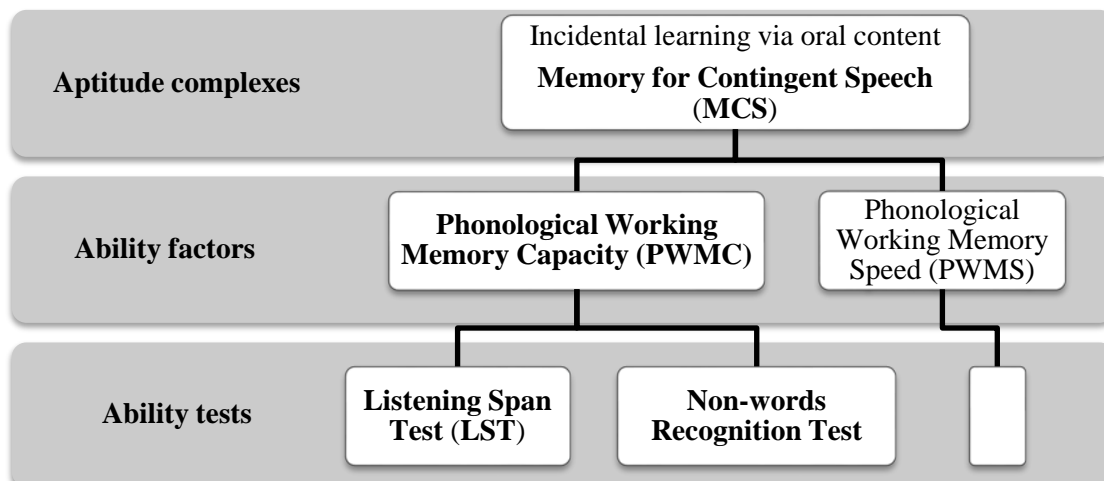 Aptitude complexes
Incidental learning via oral content
Memory for Contingent Speech
(MCS)
Ability factors
Phonological Working
Memory Capacity (PWMC)
Phonological
Working Memory
Speed (PWMS)
Ability tests
Listening Span
Test (LST)
Non-words
Recognition Test